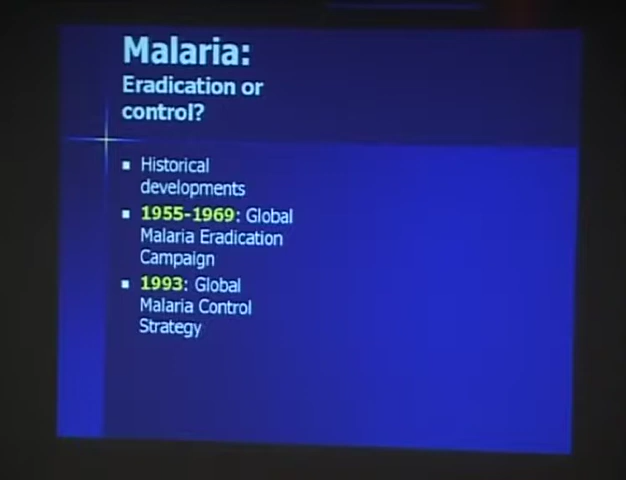 Malaria:
Eradication or
control?
Historical
developments
1955-1969: Global
Malaria Eradication
Campaign
1993: Global
Malaria Control
Strategy